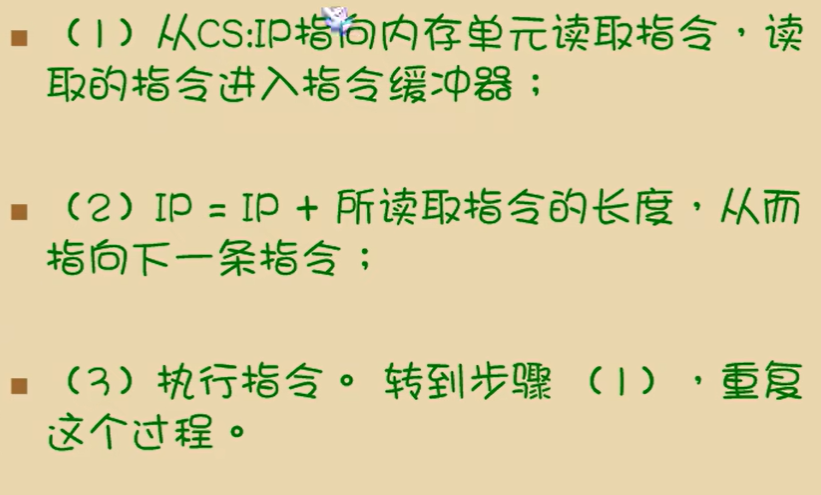 （1）从CS:IP指向内存单元读取指令，读
取的指令进入指令缓冲器；
（2）IP = IP + 所读取指令的长度，从而
指向下一条指令；
（3）执行指令。 转到步骤 （1），重复
这个过程。